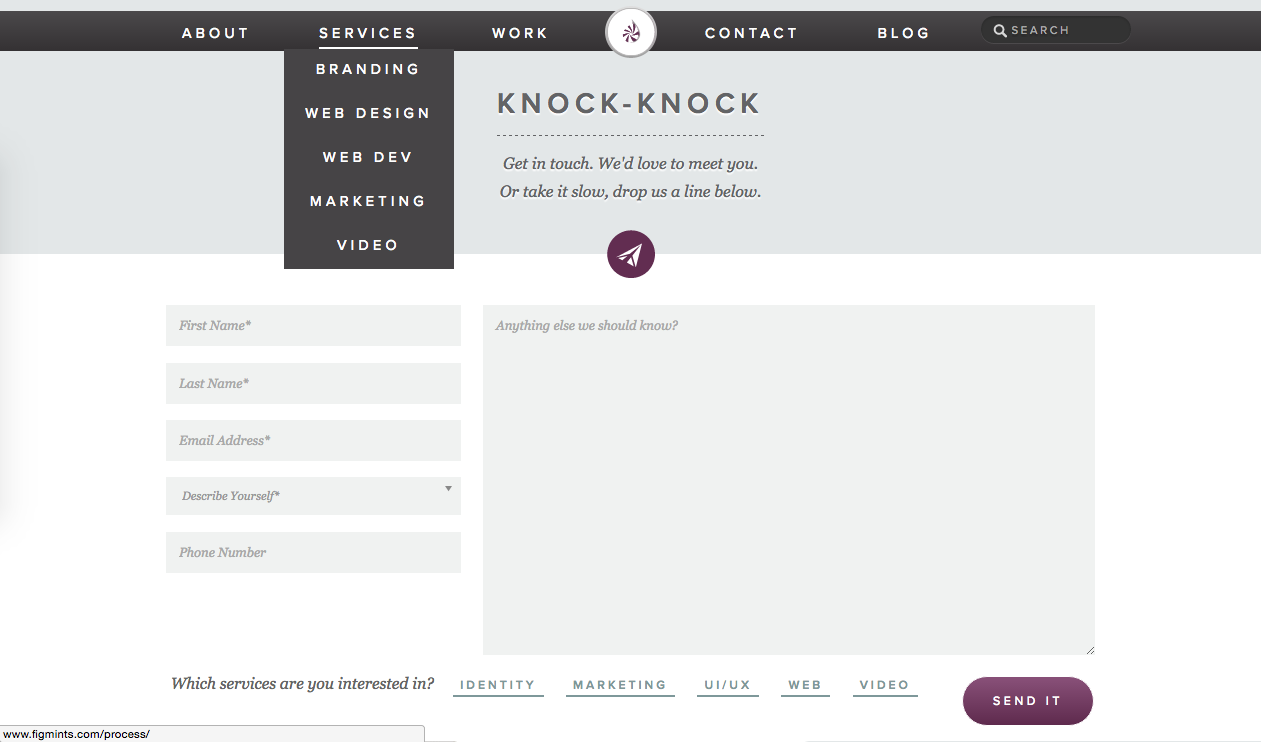 ABOUT SERVICES WORK CONTACT BLOG SEARCH
BRANDING
WEB DESIGN
WEB DEV
MARKETING
VIDEO
KNOCK-KNOCK
Get in touch. We'd love to meet you.
Or take it slow, drop us a line below.
First Name*
Last Name*
Email Address*
Describe Yourself*
Phone Number
Anything else we should know?
Which services are you interested in? IDENTITY MARKETING UI/UX WEB VIDEO
SEND IT
www.figmints.com/process/